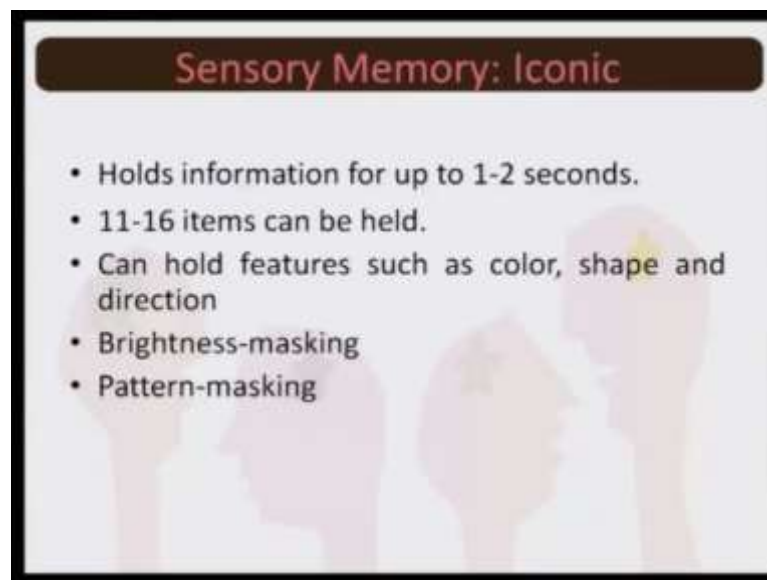 Sensory Memory: Iconic
• Holds information for up to 1-2 seconds.
• 11-16 items can be held.
• Can hold features such as color, shape and
direction
• Brightness-masking
• Pattern-masking